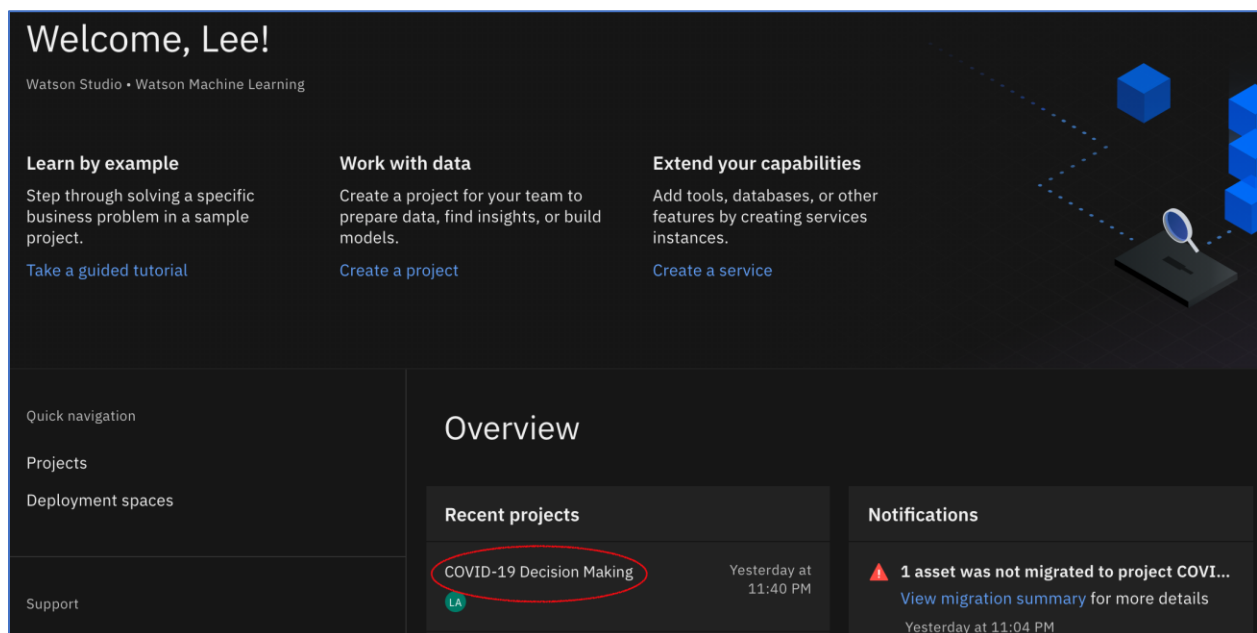 Welcome, Lee!
Watson Studio • Watson Machine Learning
Learn by example
Step through solving a specific
business problem in a sample
project.
Take a guided tutorial
Work with data
Create a project for your team to
prepare data, find insights, or build
models.
Create a project
Extend your capabilities
Add tools, databases, or other
features by creating services
instances.
Create a service
Quick navigation
Projects
Deployment spaces
Support
Overview
Recent projects
COVID-19 Decision Making
LA
Yesterday at
11:40 PM
Notifications
1 asset was not migrated to project COVI...
View migration summary for more details
Yesterday at 11:04 PM